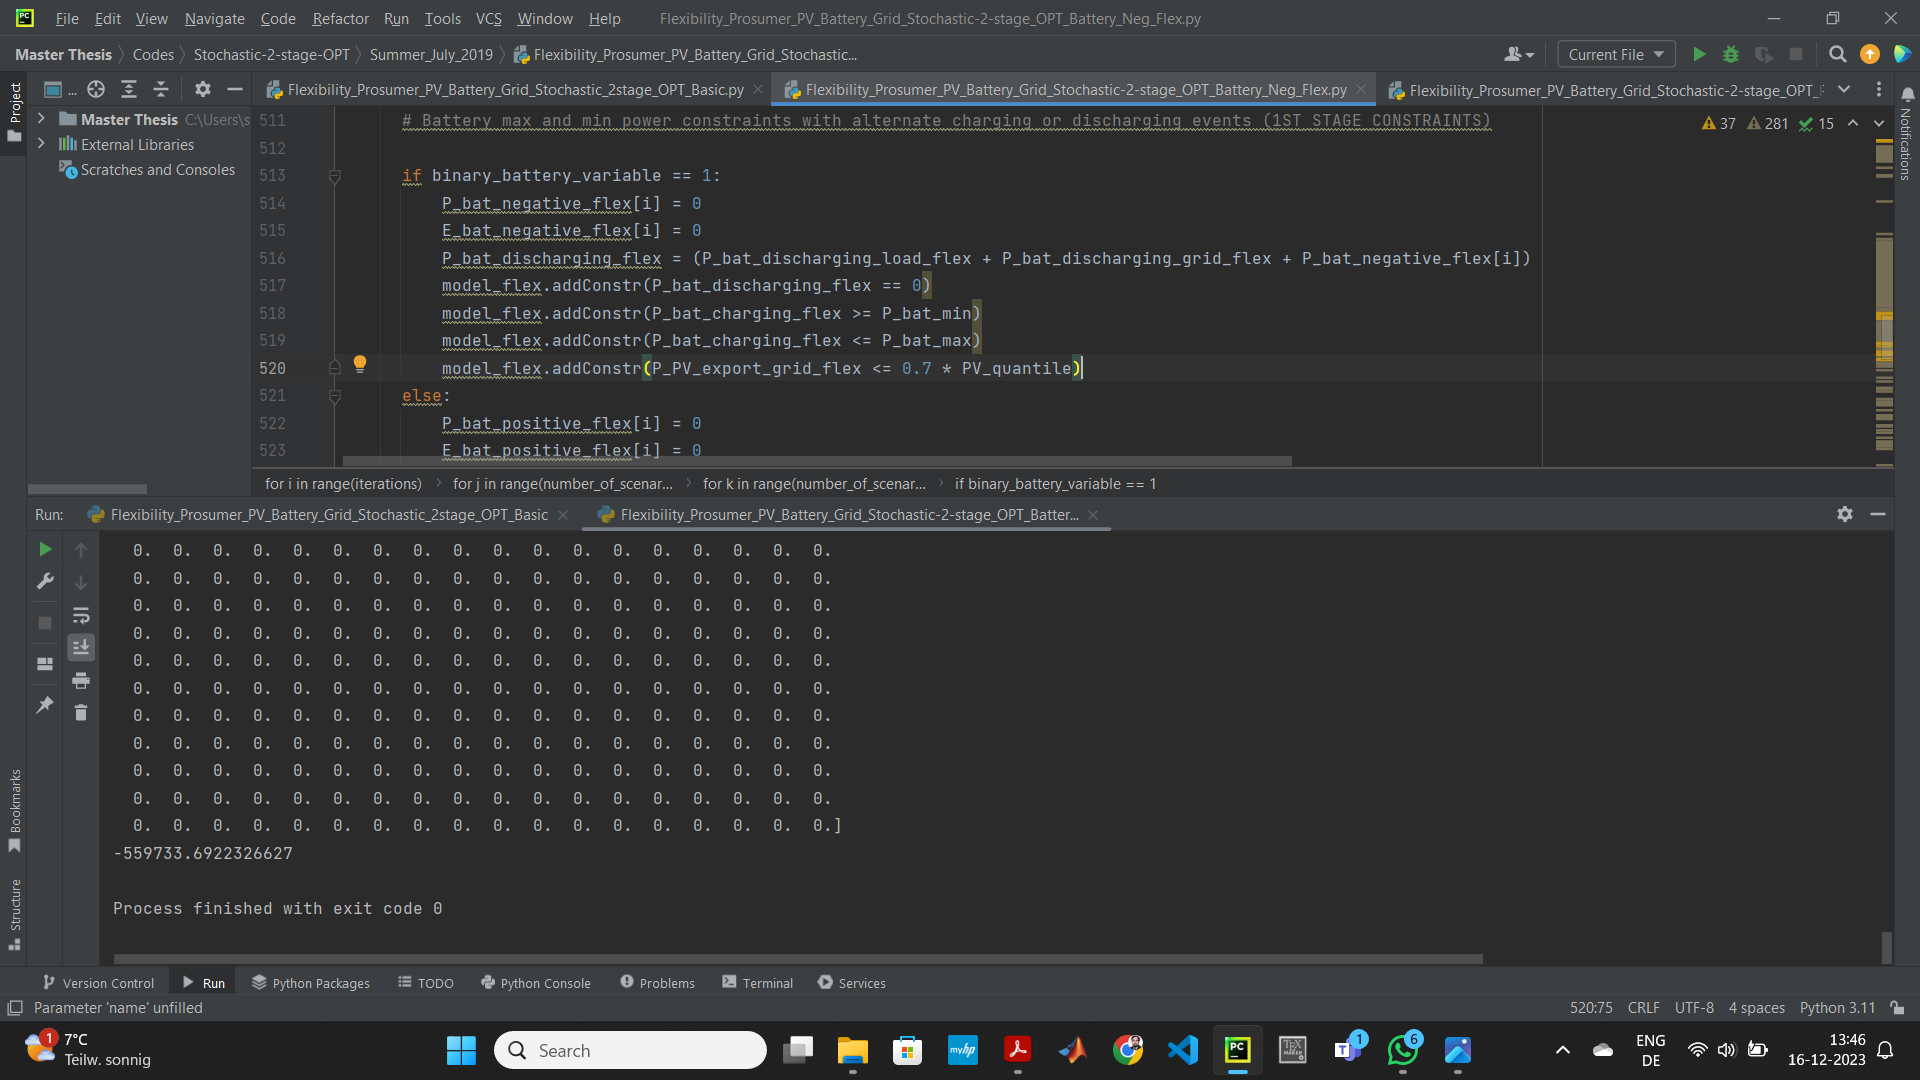 File Edit View Navigate Code Refactor Run Tools VCS Window Help Flexibility_Prosumer_PV_Battery_Grid_Stochastic-2-stage_OPT_Battery_Neg_Flex.py
Master Thesis Codes Stochastic-2-stage-OPT Summer_July_2019 Flexibility_Prosumer_PV_Battery_Grid_Stochastic... Current File
Project
... Flexibility_Prosumer_PV_Battery_Grid_Stochastic_2stage_OPT_Basic.py Flexibility_Prosumer_PV_Battery_Grid_Stochastic-2-stage_OPT_Battery_Neg_Flex.py Flexibility_Prosumer_PV_Battery_Grid_Stochastic-2-stage_OPT_
Master Thesis C:\Users\s
External Libraries
Scratches and Consoles
37 281 15
Notifications
511 # Battery max and min power constraints with alternate charging or discharging events (1ST STAGE CONSTRAINTS)
512
513 if binary_battery_variable == 1:
514 P_bat_negative_flex[i] = 0
515 E_bat_negative_flex[i] = 0
516 P_bat_discharging_flex = (P_bat_discharging_load_flex + P_bat_discharging_grid_flex + P_bat_negative_flex[i])
517 model_flex.addConstr(P_bat_discharging_flex == 0)
518 model_flex.addConstr(P_bat_charging_flex >= P_bat_min)
519 model_flex.addConstr(P_bat_charging_flex <= P_bat_max)
520 model_flex.addConstr(P_PV_export_grid_flex <= 0.7 * PV_quantile)
521 else:
522 P_bat_positive_flex[i] = 0
523 E_bat_positive_flex[i] = 0
for i in range(iterations) for j in range(number_of_scenar... for k in range(number_of_scenar... if binary_battery_variable == 1
Run: Flexibility_Prosumer_PV_Battery_Grid_Stochastic_2stage_OPT_Basic Flexibility_Prosumer_PV_Battery_Grid_Stochastic-2-stage_OPT_Batter...
0. 0. 0. 0. 0. 0. 0. 0. 0. 0. 0. 0. 0. 0. 0. 0. 0. 0.
0. 0. 0. 0. 0. 0. 0. 0. 0. 0. 0. 0. 0. 0. 0. 0. 0. 0.
0. 0. 0. 0. 0. 0. 0. 0. 0. 0. 0. 0. 0. 0. 0. 0. 0. 0.
0. 0. 0. 0. 0. 0. 0. 0. 0. 0. 0. 0. 0. 0. 0. 0. 0. 0.
0. 0. 0. 0. 0. 0. 0. 0. 0. 0. 0. 0. 0. 0. 0. 0. 0. 0.
0. 0. 0. 0. 0. 0. 0. 0. 0. 0. 0. 0. 0. 0. 0. 0. 0. 0.
0. 0. 0. 0. 0. 0. 0. 0. 0. 0. 0. 0. 0. 0. 0. 0. 0. 0.
0. 0. 0. 0. 0. 0. 0. 0. 0. 0. 0. 0. 0. 0. 0. 0. 0. 0.
0. 0. 0. 0. 0. 0. 0. 0. 0. 0. 0. 0. 0. 0. 0. 0. 0. 0.
0. 0. 0. 0. 0. 0. 0. 0. 0. 0. 0. 0. 0. 0. 0. 0. 0. 0.
0. 0. 0. 0. 0. 0. 0. 0. 0. 0. 0. 0. 0. 0. 0. 0. 0. 0.]
-559733.6922326627
Process finished with exit code 0
Bookmarks
Structure
Version Control Run Python Packages TODO Python Console Problems Terminal Services
Parameter 'name' unfilled 520:75 CRLF UTF-8 4 spaces Python 3.11
1 7°C
Teilw. sonnig
Search
myhp
PC
1
6
ENG
DE
13:46
16-12-2023